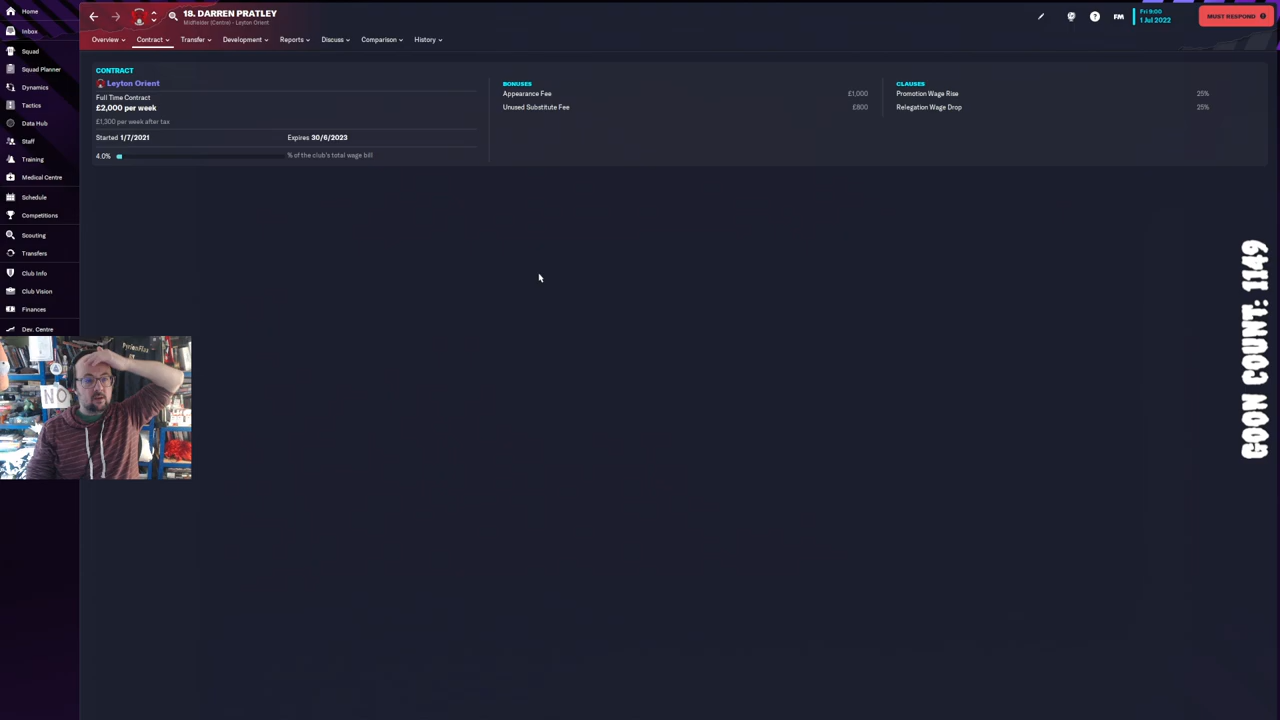 Home
18. DARREN PRATLEY
Midfielder (Centre) - Leyton Orient
FM
Fri 9:00
1 Jul 2022
MUST RESPOND
Inbox
Overview
Contract
Transfer
Development
Reports
Discuss
Comparison
History
Squad
Squad Planner
Dynamics
Tactics
Data Hub
Staff
Training
Medical Centre
Schedule
Competitions
Scouting
Transfers
Club Info
Club Vision
Finances
Dev. Centre
CONTRACT
Leyton Orient
Full Time Contract
£2,000 per week
£1,300 per week after tax
Started 1/7/2021
Expires 30/6/2023
4.0%
% of the club's total wage bill
BONUSES
Appearance Fee £1,000
Unused Substitute Fee £800
CLAUSES
Promotion Wage Rise 25%
Relegation Wage Drop 25%
GOON COUNT: 1149
NO